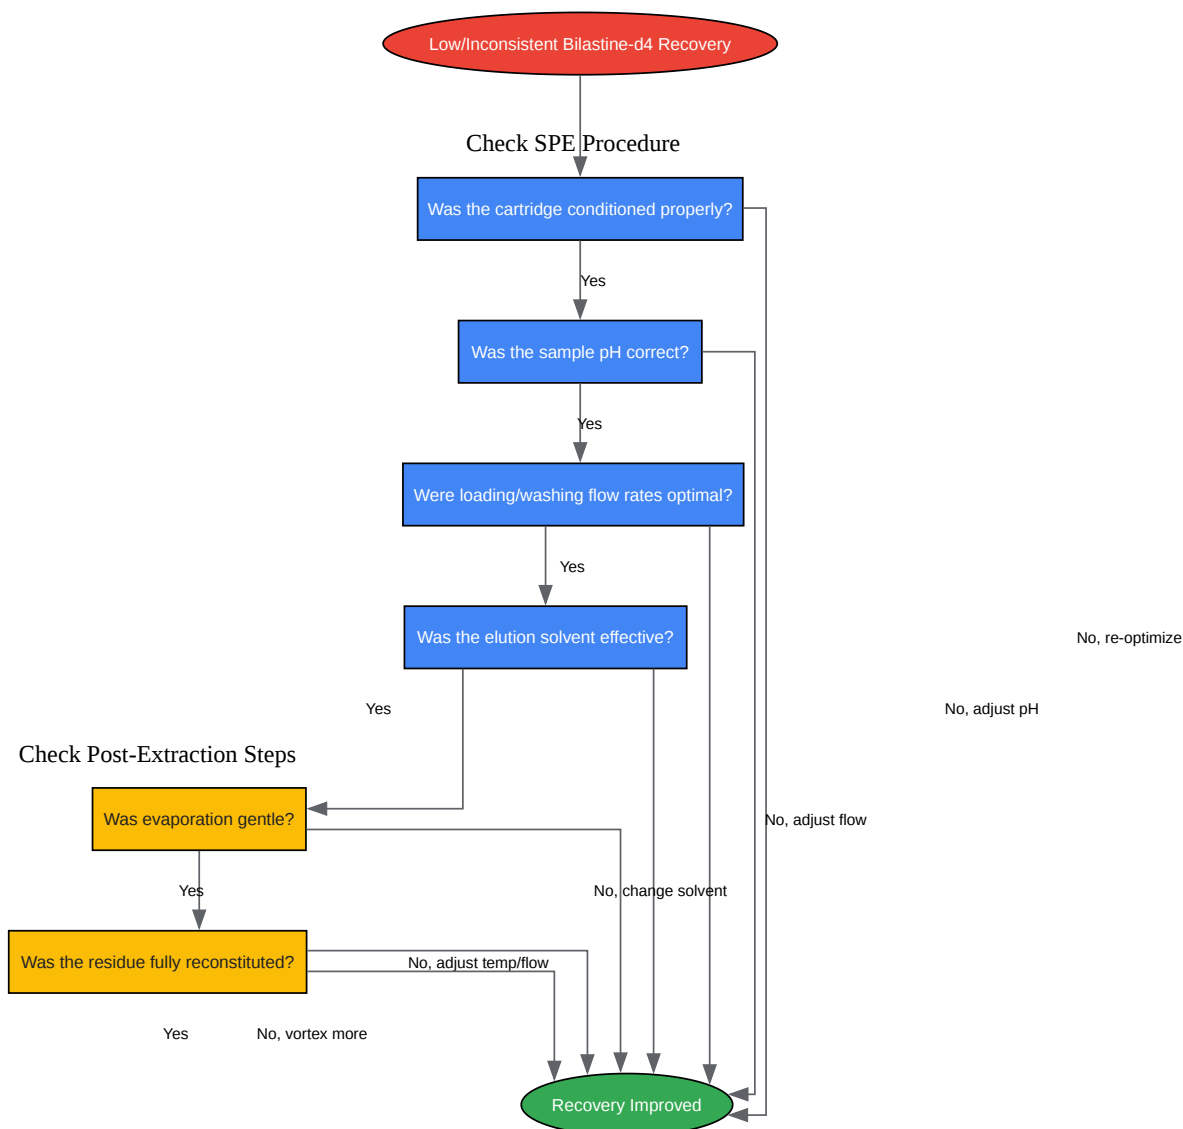 Low/Inconsistent Bilastine-d4 Recovery
Check SPE Procedure
Was the cartridge conditioned properly?
Yes
Was the sample pH correct?
Yes
Were loading/washing flow rates optimal?
Yes
Was the elution solvent effective?
No, re-optimize
Yes
No, adjust pH
Check Post-Extraction Steps
Was evaporation gentle?
No, adjust flow
Yes
No, change solvent
Was the residue fully reconstituted?
No, adjust temp/flow
Yes
No, vortex more
Recovery Improved